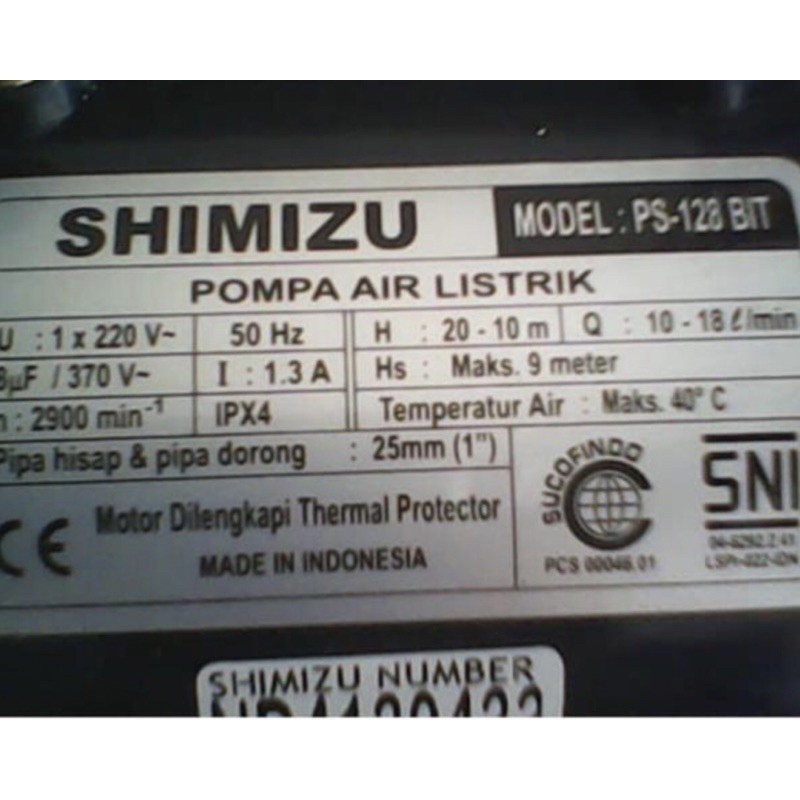 SHIMIZU MODEL : PS-128 BIT
POMPA AIR LISTRIK
U : 1 x 220 V~ 50 Hz H : 20 - 10 m Q : 10 - 18 ℓ/min
8µF / 370 V~ I : 1.3 A Hs : Maks. 9 meter
n : 2900 min⁻¹ IPX4 Temperatur Air : Maks. 40° C
Pipa hisap & pipa dorong : 25mm (1")
CE Motor Dilengkapi Thermal Protector
MADE IN INDONESIA
SUCOFINDO
PCS 00046.01
SNI
SHIMIZU NUMBER